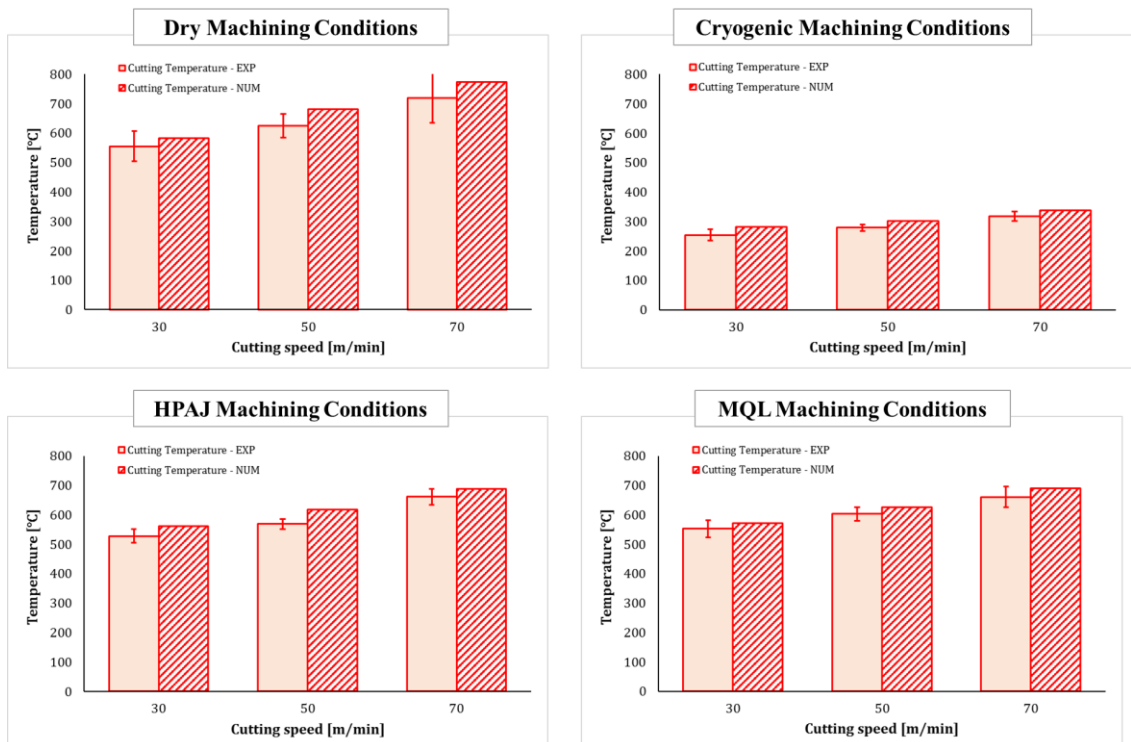 Dry Machining Conditions
Cutting Temperature - EXP
Cutting Temperature - NUM
800
700
600
500
400
300
200
100
0
Temperature [°C]
30 50 70
Cutting speed [m/min]
Cryogenic Machining Conditions
Cutting Temperature - EXP
Cutting Temperature - NUM
800
700
600
500
400
300
200
100
0
Temperature [°C]
30 50 70
Cutting speed [m/min]
HPAJ Machining Conditions
Cutting Temperature - EXP
Cutting Temperature - NUM
800
700
600
500
400
300
200
100
0
Temperature [°C]
30 50 70
Cutting speed [m/min]
MQL Machining Conditions
Cutting Temperature - EXP
Cutting Temperature - NUM
800
700
600
500
400
300
200
100
0
Temperature [°C]
30 50 70
Cutting speed [m/min]